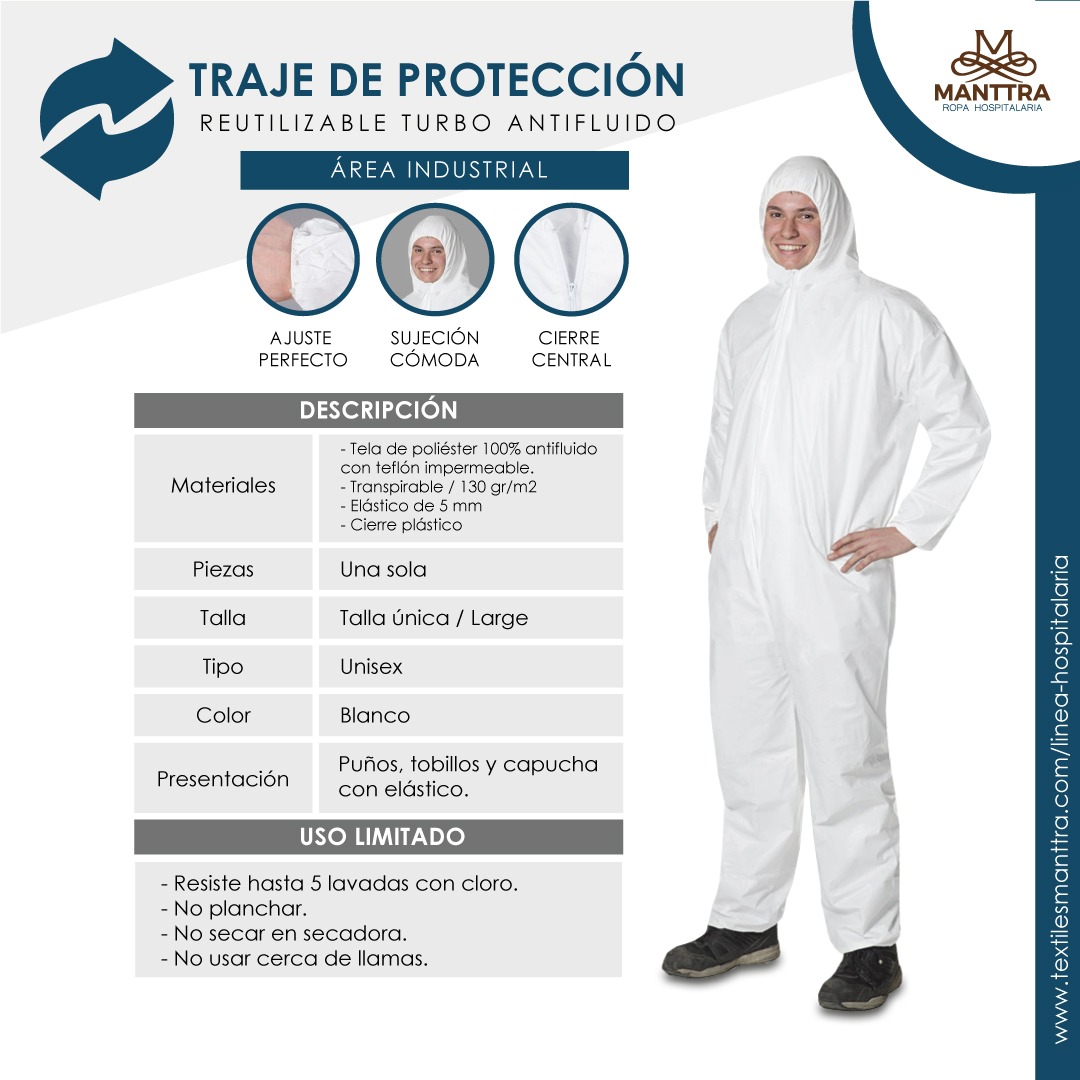 TRAJE DE PROTECCIÓN
REUTILIZABLE TURBO ANTIFLUIDO
ÁREA INDUSTRIAL
MANTTRA
ROPA HOSPITALARIA
AJUSTE
PERFECTO
SUJECIÓN
CÓMODA
CIERRE
CENTRAL
DESCRIPCIÓN
Materiales
- Tela de poliéster 100% antifluido
con teflón impermeable.
- Transpirable / 130 gr/m2
- Elástico de 5 mm
- Cierre plástico
Piezas
Una sola
Talla
Talla única / Large
Tipo
Unisex
Color
Blanco
Presentación
Puños, tobillos y capucha
con elástico.
USO LIMITADO
- Resiste hasta 5 lavadas con cloro.
- No planchar.
- No secar en secadora.
- No usar cerca de llamas.
www.textilesmanttra.com/linea-hospitalaria